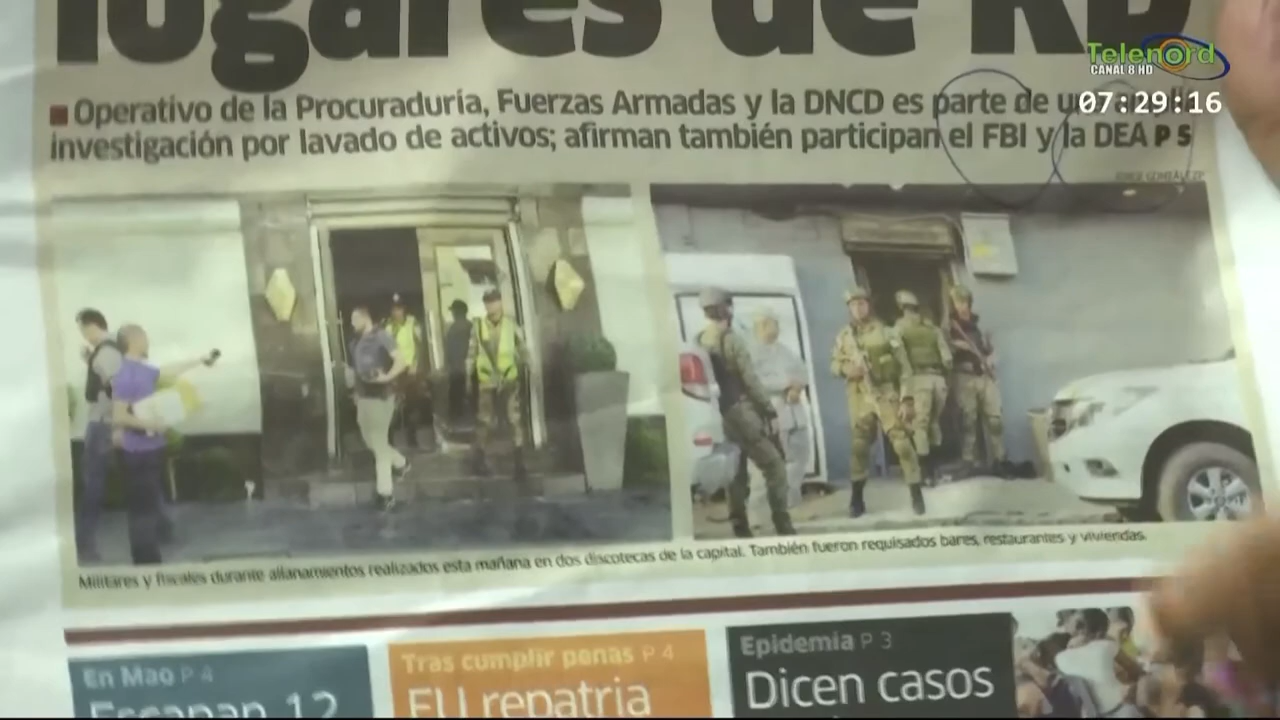 lugares de RD
Telenord
CANAL 8 HD
07:29:16
Operativo de la Procuraduría, Fuerzas Armadas y la DNCD es parte de
investigación por lavado de activos; afirman también participan el FBI y la DEA P 5
Militares y fiscales durante allanamientos realizados esta mañana en dos discotecas de la capital. También fueron requisados bares, restaurantes y viviendas.
En Mao P 4
Escapan 12
Tras cumplir penas P 4
EU repatria
Epidemia P 3
Dicen casos